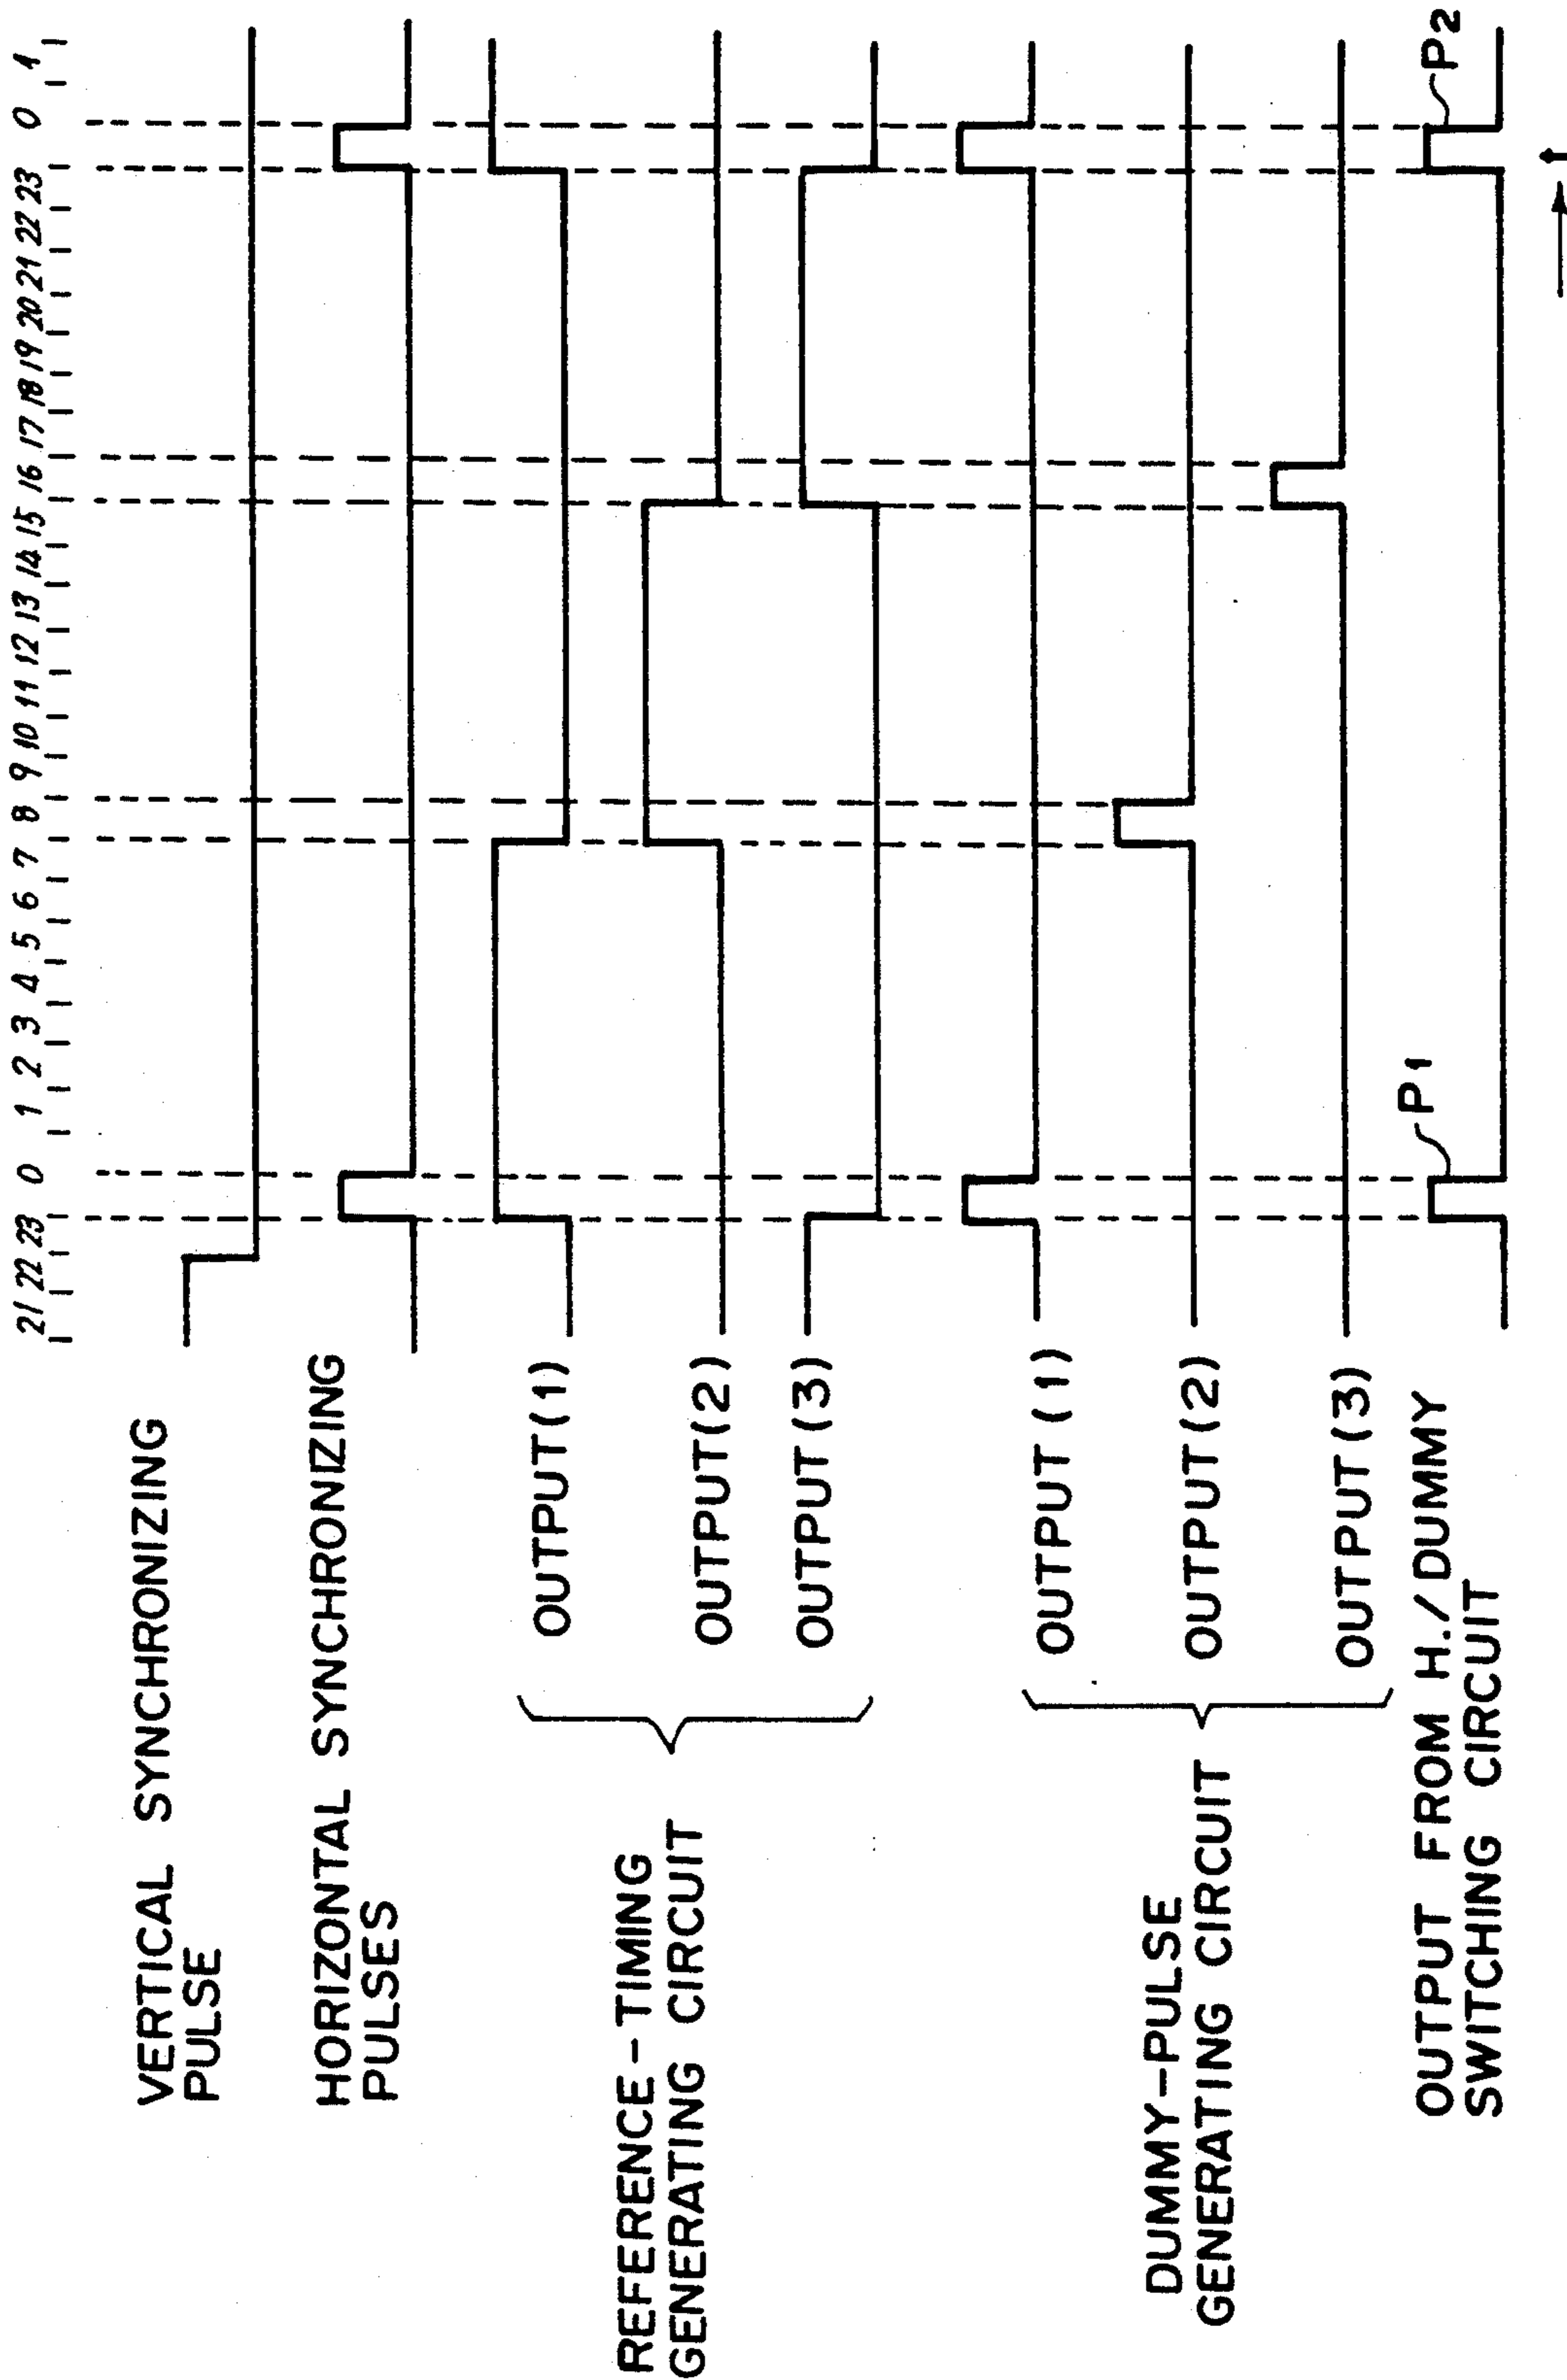 21 22 23 0 1 2 3 4 5 6 7 8 9 10 11 12 13 14 15 16 17 18 19 20 21 22 23 0 1
VERTICAL SYNCHRONIZING
PULSE
HORIZONTAL SYNCHRONIZING
PULSES
REFERENCE-TIMING
GENERATING CIRCUIT
OUTPUT(1)
OUTPUT(2)
OUTPUT(3)
DUMMY-PULSE
GENERATING CIRCUIT
OUTPUT (1)
OUTPUT(2)
OUTPUT(3)
OUTPUT FROM H./DUMMY
SWITCHING CIRCUIT
P1
P2
t